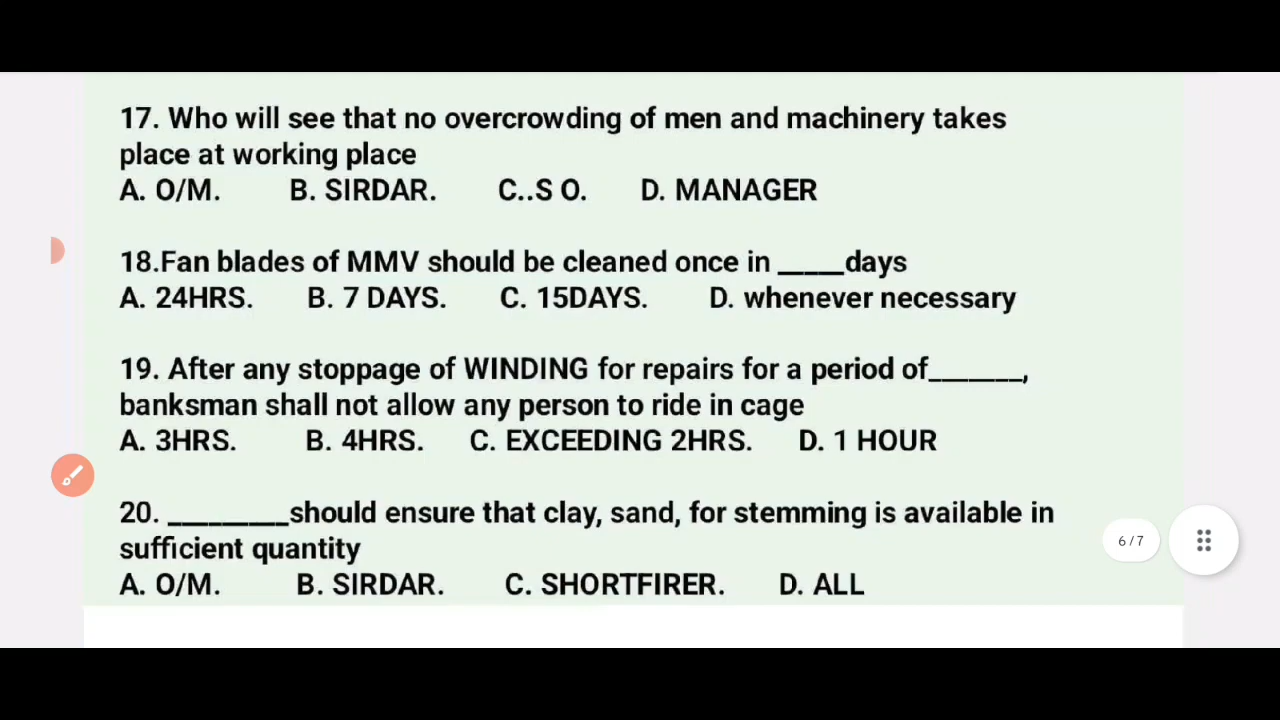 17. Who will see that no overcrowding of men and machinery takes
place at working place
A. O/M. B. SIRDAR. C..S O. D. MANAGER
18.Fan blades of MMV should be cleaned once in _____days
A. 24HRS. B. 7 DAYS. C. 15DAYS. D. whenever necessary
19. After any stoppage of WINDING for repairs for a period of_______,
banksman shall not allow any person to ride in cage
A. 3HRS. B. 4HRS. C. EXCEEDING 2HRS. D. 1 HOUR
20. _________should ensure that clay, sand, for stemming is available in
sufficient quantity
6/7
A. O/M. B. SIRDAR. C. SHORTFIRER. D. ALL